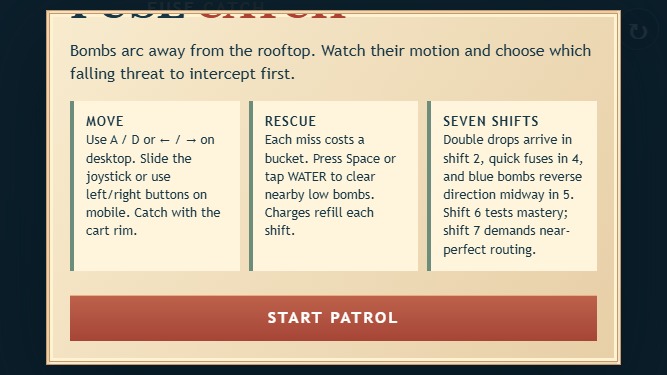 FUSE CATCH
Bombs arc away from the rooftop. Watch their motion and choose which
falling threat to intercept first.
MOVE
Use A / D or ← / → on
desktop. Slide the
joystick or use
left/right buttons on
mobile. Catch with the
cart rim.
RESCUE
Each miss costs a
bucket. Press Space or
tap WATER to clear
nearby low bombs.
Charges refill each
shift.
SEVEN SHIFTS
Double drops arrive in
shift 2, quick fuses in 4,
and blue bombs reverse
direction midway in 5.
Shift 6 tests mastery;
shift 7 demands near-
perfect routing.
START PATROL